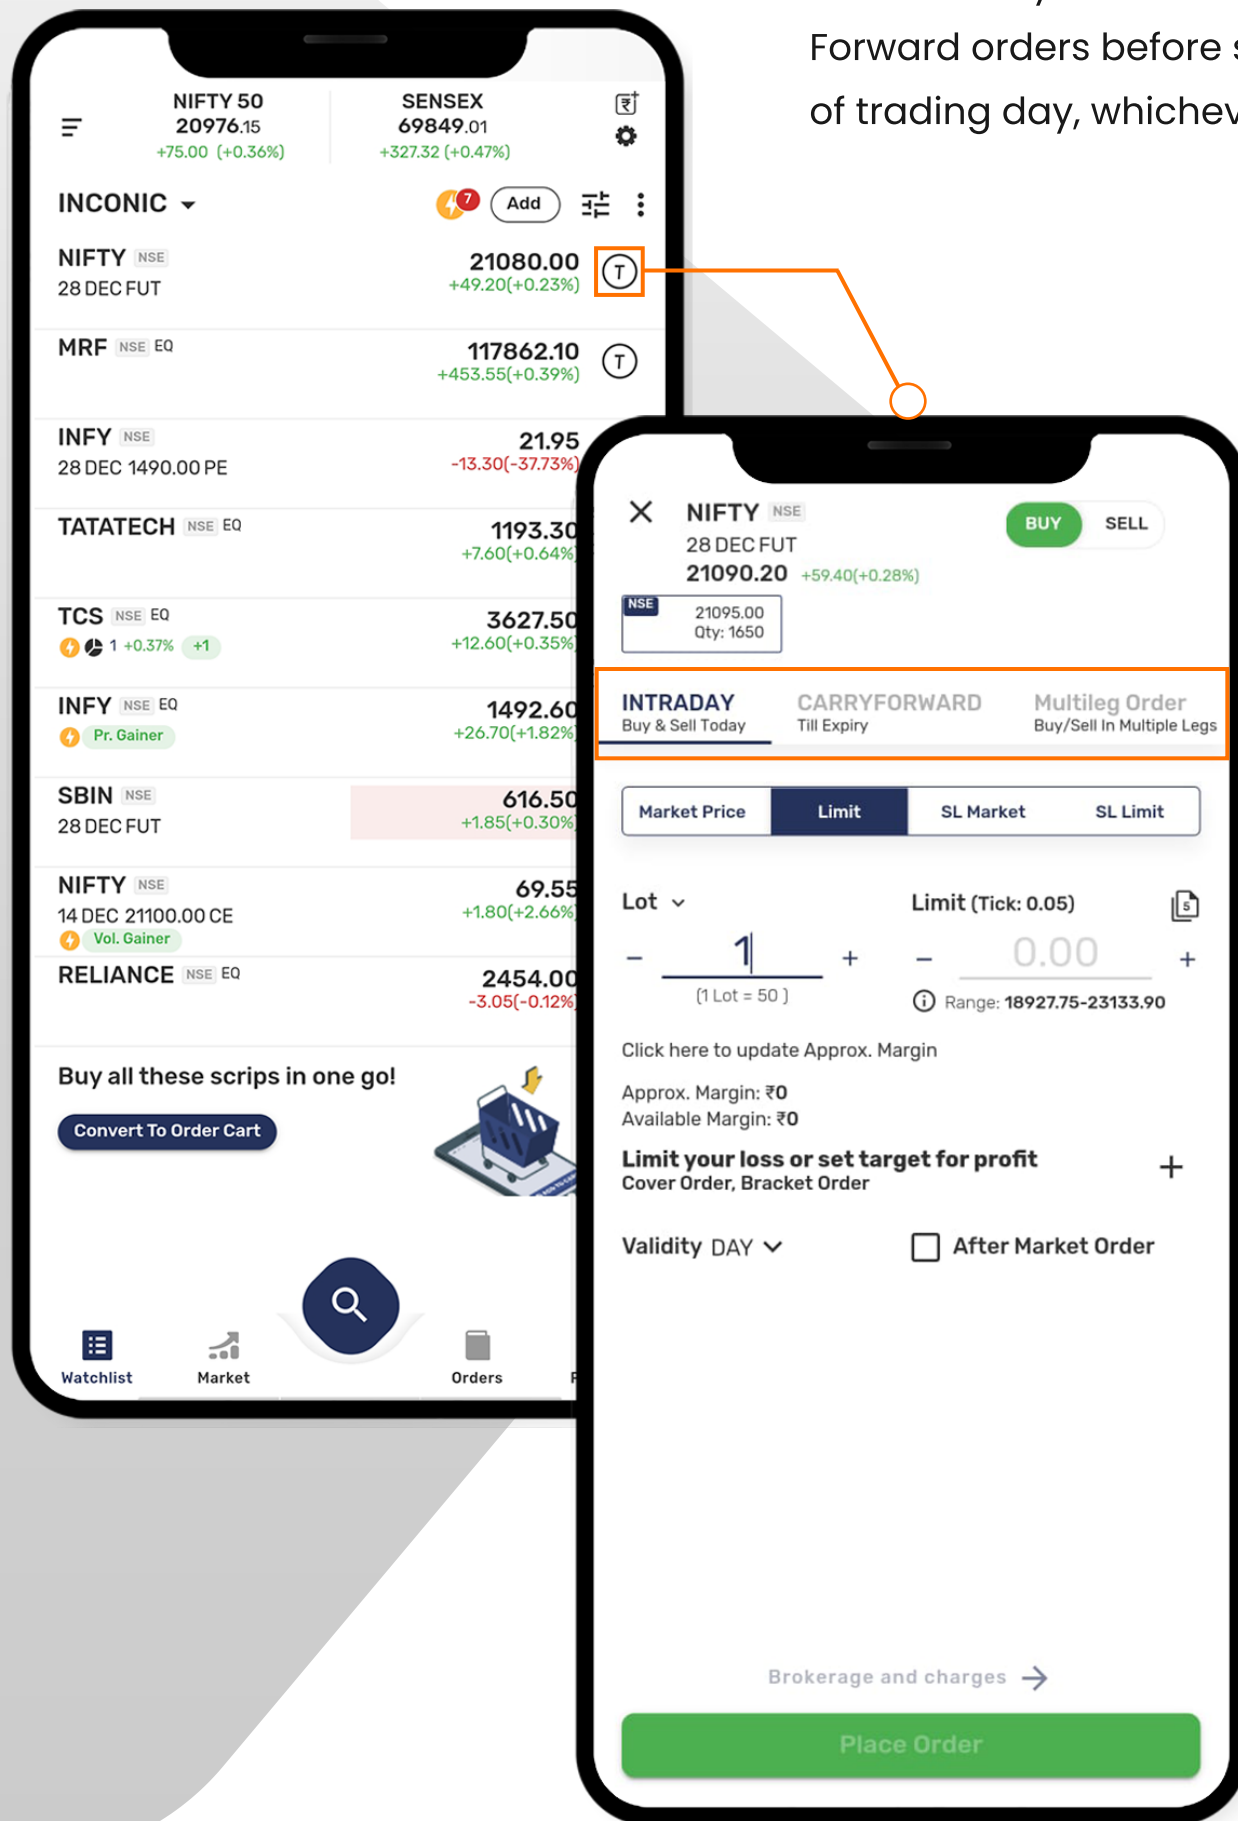 Forward orders before
of trading day,
NIFTY 50
20976.15
+75.00 (+0.36%)
SENSEX
69849.01
+327.32 (+0.47%)
INCONIC
7
Add
NIFTY NSE
28 DEC FUT
21080.00
+49.20(+0.23%)
T
MRF NSE EQ
117862.10
+453.55(+0.39%)
T
INFY NSE
28 DEC 1490.00 PE
21.95
-13.30(-37.73%)
TATATECH NSE EQ
1193.30
+7.60(+0.64%
TCS NSE EQ
1 +0.37% +1
3627.50
+12.60(+0.35%
INFY NSE EQ
Pr. Gainer
1492.60
+26.70(+1.82%
SBIN NSE
28 DEC FUT
616.50
+1.85(+0.30%
NIFTY NSE
14 DEC 21100.00 CE
Vol. Gainer
69.55
+1.80(+2.66%
RELIANCE NSE EQ
2454.00
-3.05(-0.12%
Buy all these scrips in one go!
Convert To Order Cart
Watchlist
Market
Orders
NIFTY NSE
28 DEC FUT
21090.20 +59.40(+0.28%)
BUY SELL
NSE
21095.00
Qty: 1650
INTRADAY
Buy & Sell Today
CARRYFORWARD
Till Expiry
Multileg Order
Buy/Sell In Multiple Legs
Market Price Limit SL Market SL Limit
Lot
Limit (Tick: 0.05)
5
- 1 +
- 0.00 +
(1 Lot = 50 )
Range: 18927.75-23133.90
Click here to update Approx. Margin
Approx. Margin: ₹0
Available Margin: ₹0
Limit your loss or set target for profit
Cover Order, Bracket Order
+
Validity DAY
After Market Order
Brokerage and charges
Place Order